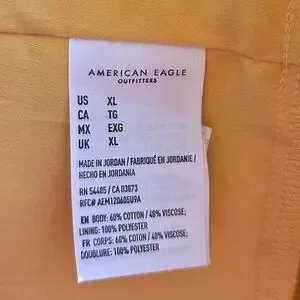 AMERICAN EAGLE
OUTFITTERS
US XL
CA TG
MX EXG
UK XL
MADE IN JORDAN / FABRIQUÉ EN JORDANIE /
HECHO EN JORDANIA
RN 54485 / CA 03873
RFC# AEM120605U9A
EN BODY: 60% COTTON / 40% VISCOSE;
LINING: 100% POLYESTER
FR CORPS: 60% COTON / 40% VISCOSE;
DOUBLURE: 100% POLYESTER